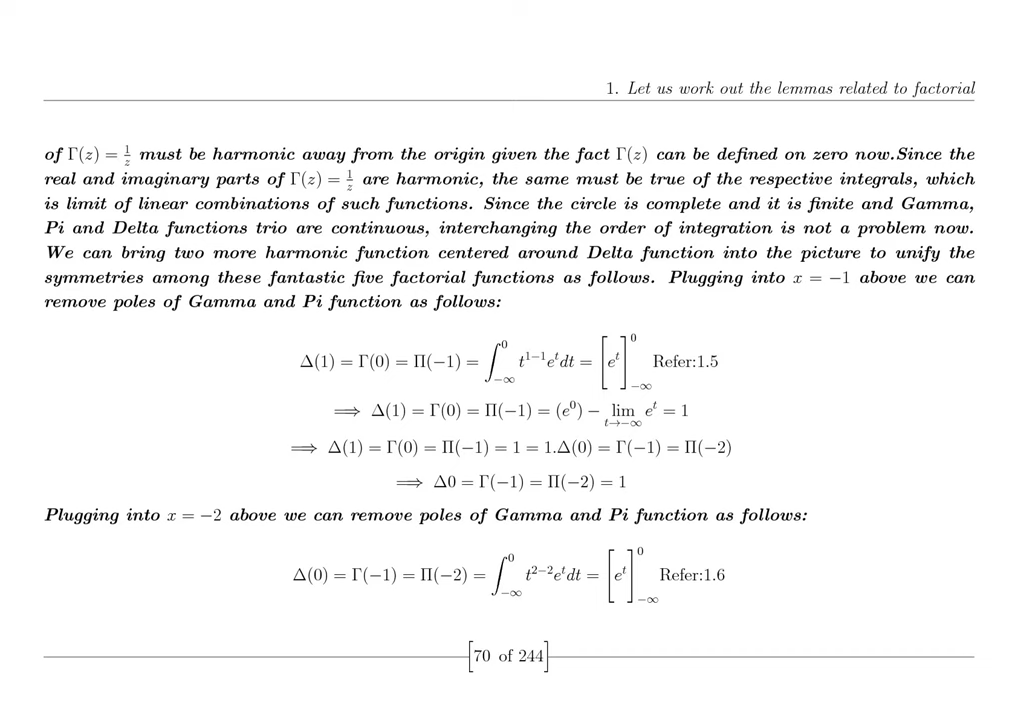 1. Let us work out the lemmas related to factorial
of Γ(z) = 1/z must be harmonic away from the origin given the fact Γ(z) can be defined on zero now.Since the
real and imaginary parts of Γ(z) = 1/z are harmonic, the same must be true of the respective integrals, which
is limit of linear combinations of such functions. Since the circle is complete and it is finite and Gamma,
Pi and Delta functions trio are continuous, interchanging the order of integration is not a problem now.
We can bring two more harmonic function centered around Delta function into the picture to unify the
symmetries among these fantastic five factorial functions as follows. Plugging into x = −1 above we can
remove poles of Gamma and Pi function as follows:
Δ(1) = Γ(0) = Π(−1) = ∫_{−∞}^{0} t^{1−1}e^t dt = [e^t]_{−∞}^{0} Refer:1.5
⟹ Δ(1) = Γ(0) = Π(−1) = (e^0) − lim_{t→−∞} e^t = 1
⟹ Δ(1) = Γ(0) = Π(−1) = 1 = 1.Δ(0) = Γ(−1) = Π(−2)
⟹ Δ0 = Γ(−1) = Π(−2) = 1
Plugging into x = −2 above we can remove poles of Gamma and Pi function as follows:
Δ(0) = Γ(−1) = Π(−2) = ∫_{−∞}^{0} t^{2−2}e^t dt = [e^t]_{−∞}^{0} Refer:1.6
[70 of 244]